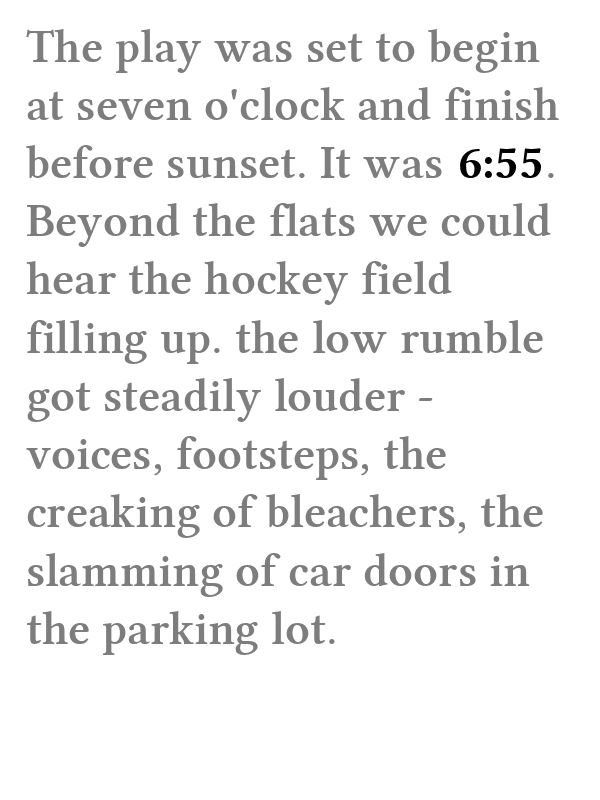 The play was set to begin
at seven o'clock and finish
before sunset. It was 6:55.
Beyond the flats we could
hear the hockey field
filling up. the low rumble
got steadily louder -
voices, footsteps, the
creaking of bleachers, the
slamming of car doors in
the parking lot.